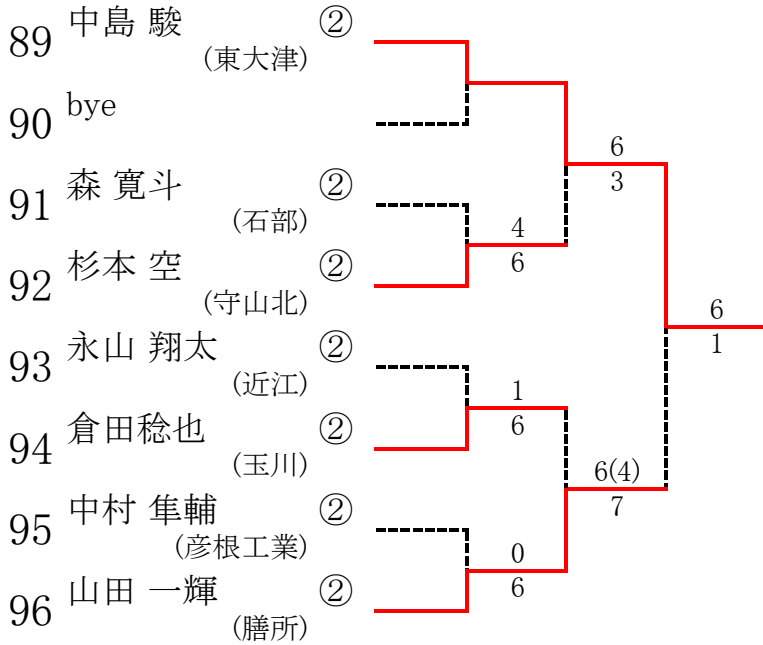 89 中島 駿 ②
(東大津)
90 bye
91 森 寛斗 ②
(石部)
92 杉本 空 ②
(守山北)
93 永山 翔太 ②
(近江)
94 倉田稔也 ②
(玉川)
95 中村 隼輔 ②
(彦根工業)
96 山田 一輝 ②
(膳所)
4
6
1
6
0
6
6
3
6(4)
7
6
1